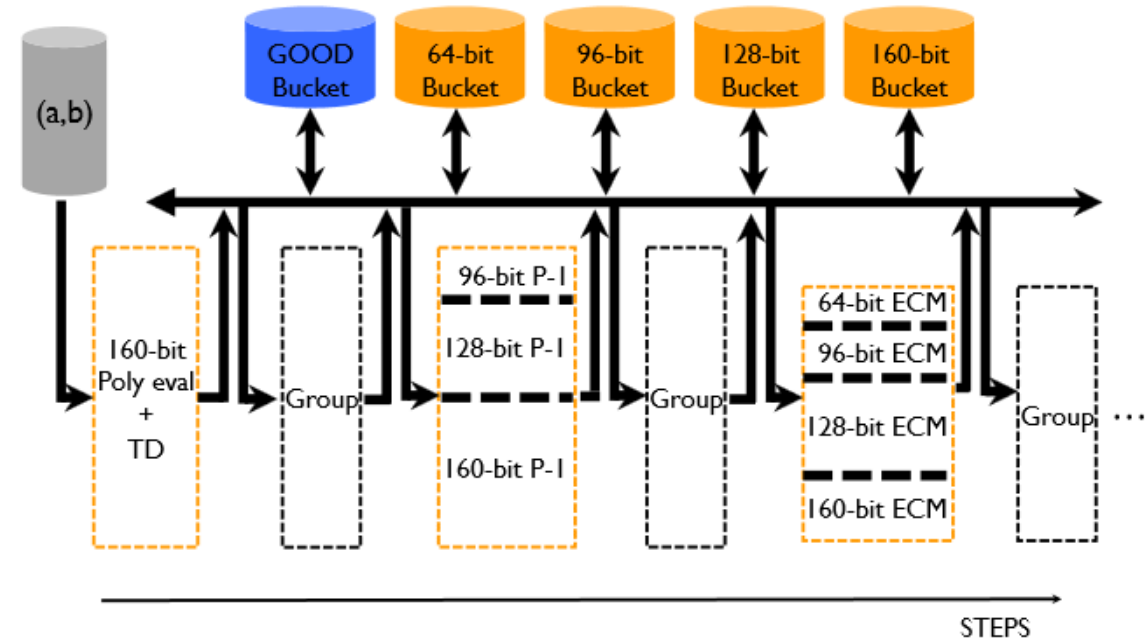 (a,b)
GOOD
Bucket
64-bit
Bucket
96-bit
Bucket
128-bit
Bucket
160-bit
Bucket
160-bit
Poly eval
+
TD
Group
96-bit P-1
128-bit P-1
160-bit P-1
Group
64-bit ECM
96-bit ECM
128-bit ECM
160-bit ECM
Group
...
STEPS